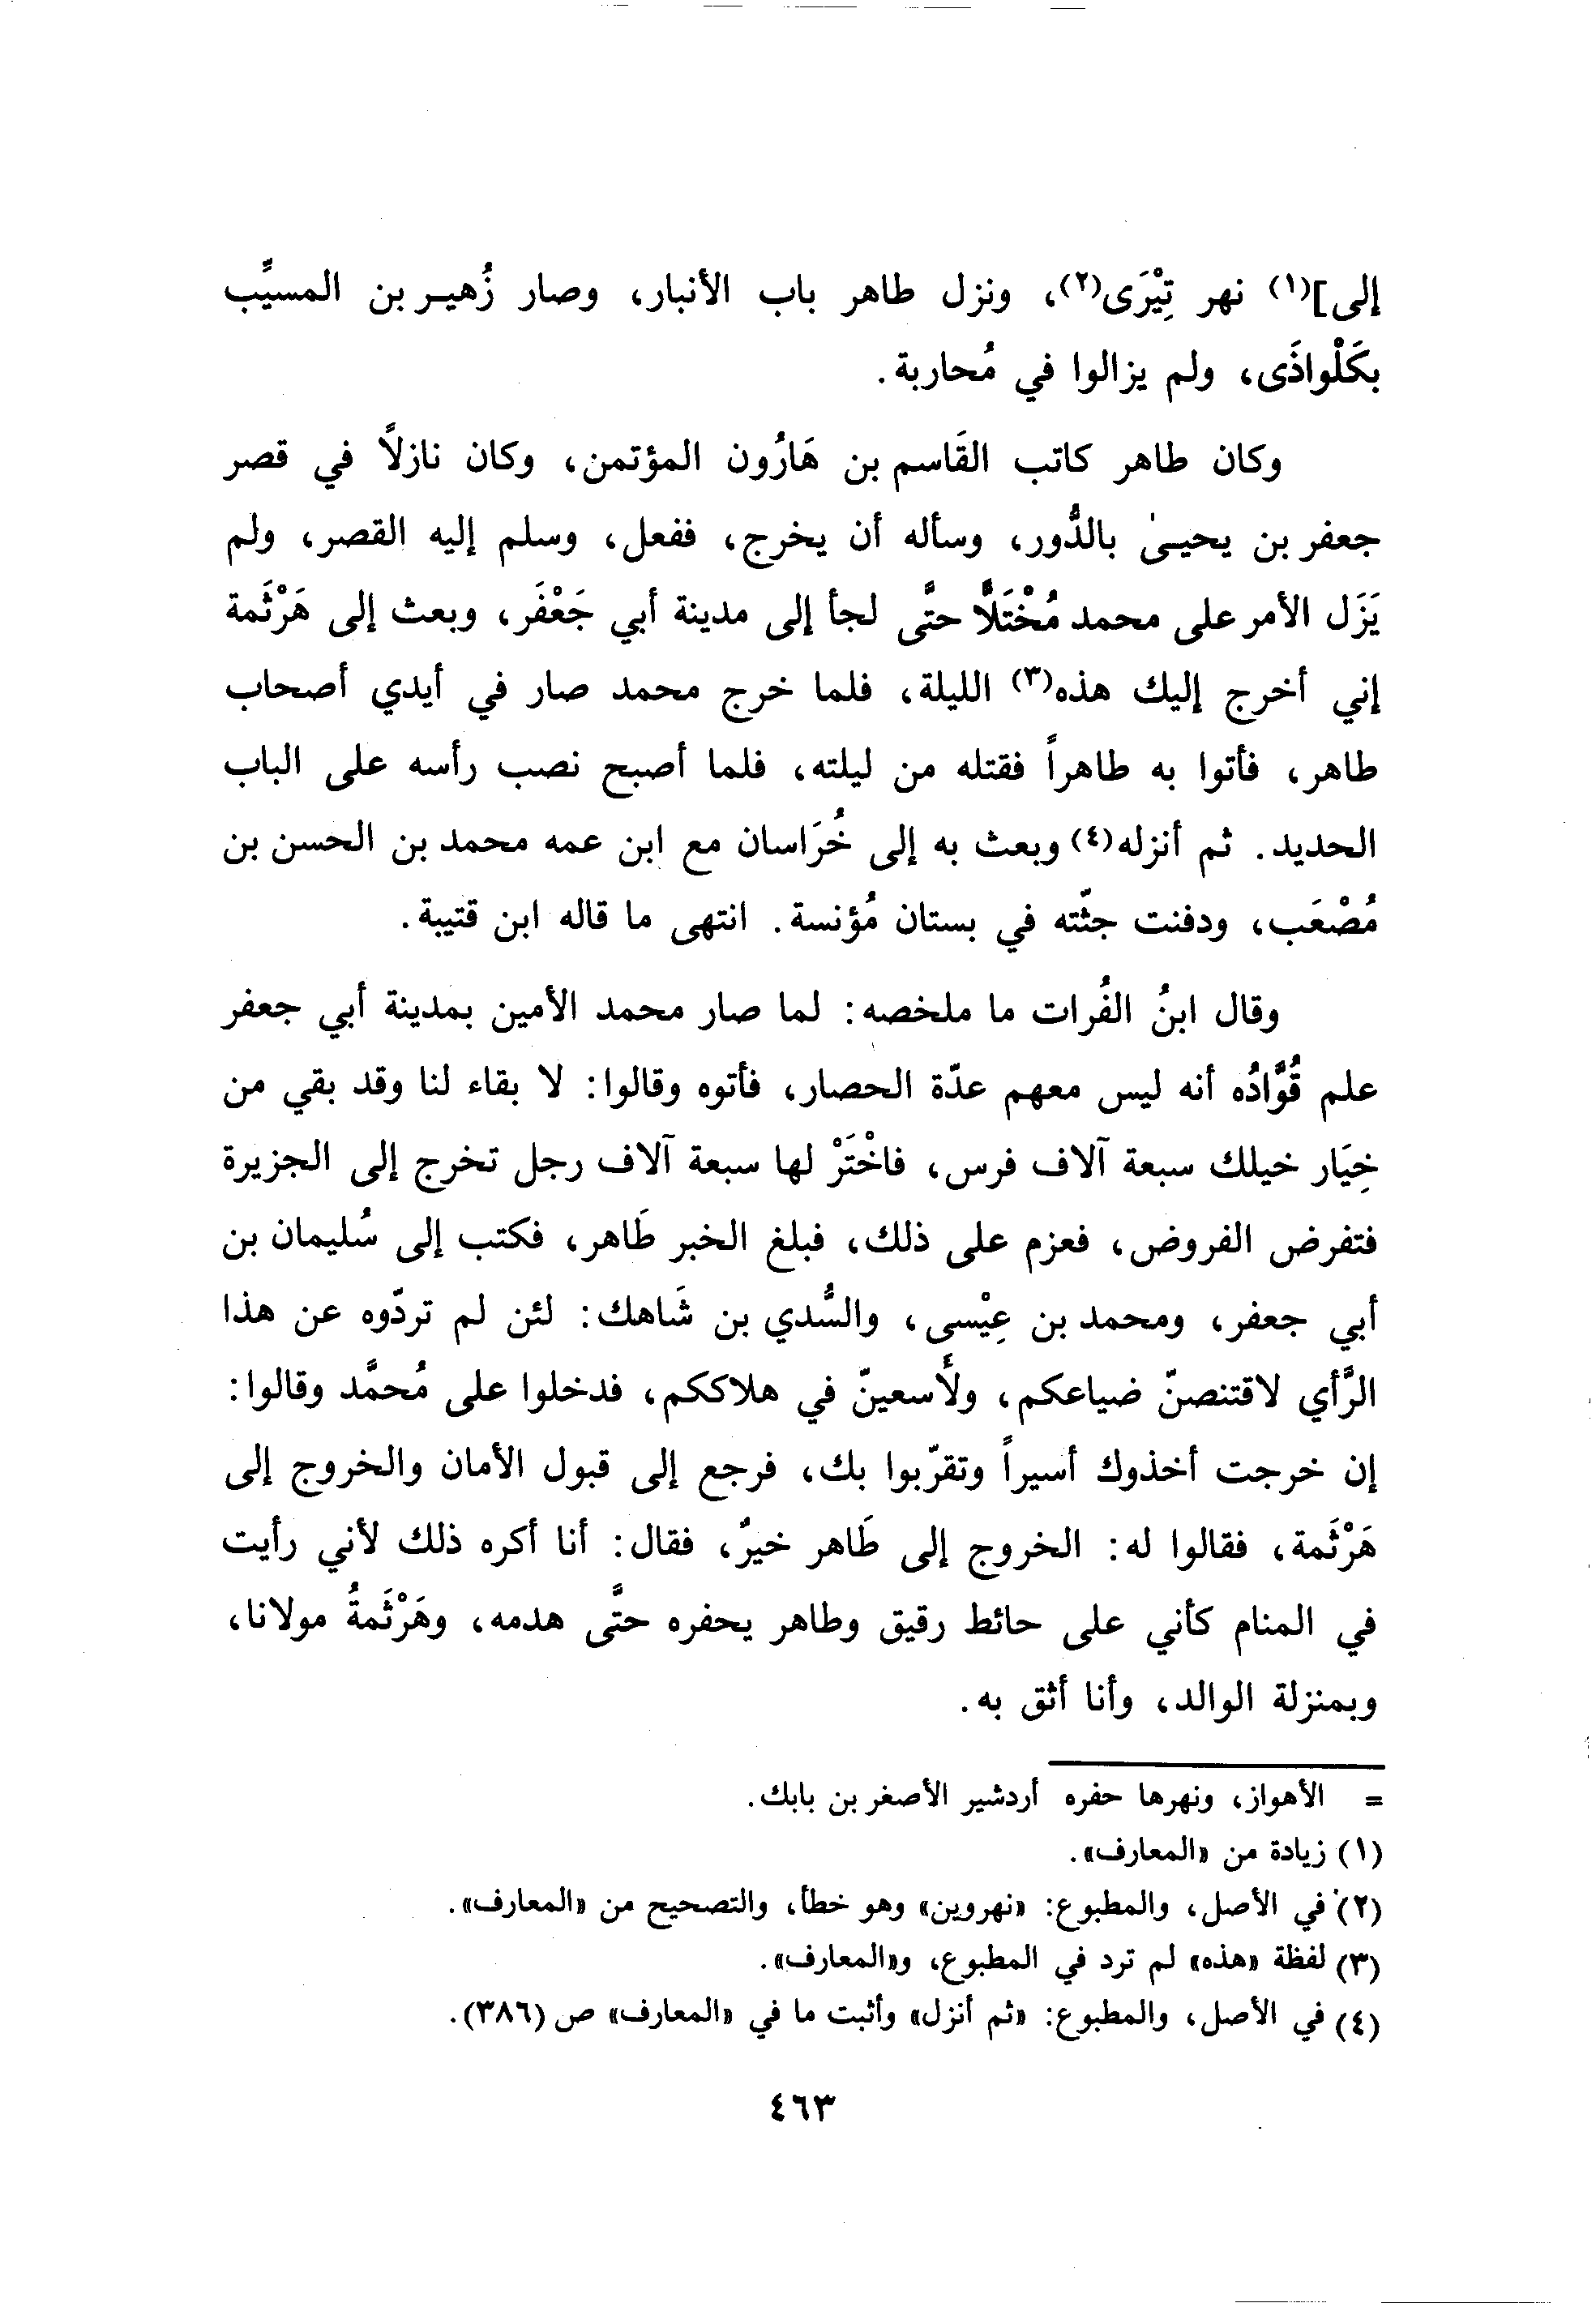 إلى](١) نهر تِيْرَى(٢)، ونزل طاهر باب الأنبار، وصار زُهيـر بن المسيَّب
بكَلْواذَى، ولم يزالوا في مُحاربة.
وكان طاهر كاتب القَاسم بن هَارُون المؤتمن، وكان نازلاً في قصر
جعفر بن يحيـىٰ بالدُّور، وسأله أن يخرج، ففعل، وسلم إليه القصر، ولم
يَزَل الأمر على محمد مُخْتَلَّاً حتَّى لجأ إلى مدينة أبي جَعْفَر، وبعث إلى هَرْثَمة
إني أخرج إليك هذه(٣) الليلة، فلما خرج محمد صار في أيدي أصحاب
طاهر، فأتوا به طاهراً فقتله من ليلته، فلما أصبح نصب رأسه على الباب
الحديد. ثم أنزله(٤) وبعث به إلى خُرَاسان مع ابن عمه محمد بن الحسن بن
مُصْعَب، ودفنت جثّته في بستان مُؤنسة. انتهى ما قاله ابن قتيبة.
وقال ابنُ الفُرات ما ملخصه: لما صار محمد الأمين بمدينة أبي جعفر
علم قُوَّادُه أنه ليس معهم عدّة الحصار، فأتوه وقالوا: لا بقاء لنا وقد بقي من
خِيَار خيلك سبعة آلاف فرس، فاخْتَرْ لها سبعة آلاف رجل تخرج إلى الجزيرة
فتفرض الفروض، فعزم على ذلك، فبلغ الخبر طَاهر، فكتب إلى سُليمان بن
أبي جعفر، ومحمد بن عِيْسى، والسُّدي بن شَاهك: لئن لم تردّوه عن هذا
الرَّأي لاقتنصنّ ضياعكم، ولأَسعينّ في هلاككم، فدخلوا على مُحمَّد وقالوا:
إن خرجت أخذوك أسيراً وتقرّبوا بك، فرجع إلى قبول الأمان والخروج إلى
هَرْثَمة، فقالوا له: الخروج إلى طَاهر خيرٌ، فقال: أنا أكره ذلك لأني رأيت
في المنام كأني على حائط رقيق وطاهر يحفره حتَّى هدمه، وهَرْثَمةُ مولانا،
وبمنزلة الوالد، وأنا أثق به.
= الأهواز، ونهرها حفره أردشير الأصغر بن بابك.
(١) زيادة من «المعارف».
(٢) في الأصل، والمطبوع: «نهروين» وهو خطأ، والتصحيح من «المعارف».
(٣) لفظة «هذه» لم ترد في المطبوع، و«المعارف».
(٤) في الأصل، والمطبوع: «ثم أنزل» وأثبت ما في «المعارف» ص (٣٨٦).
٤٦٣